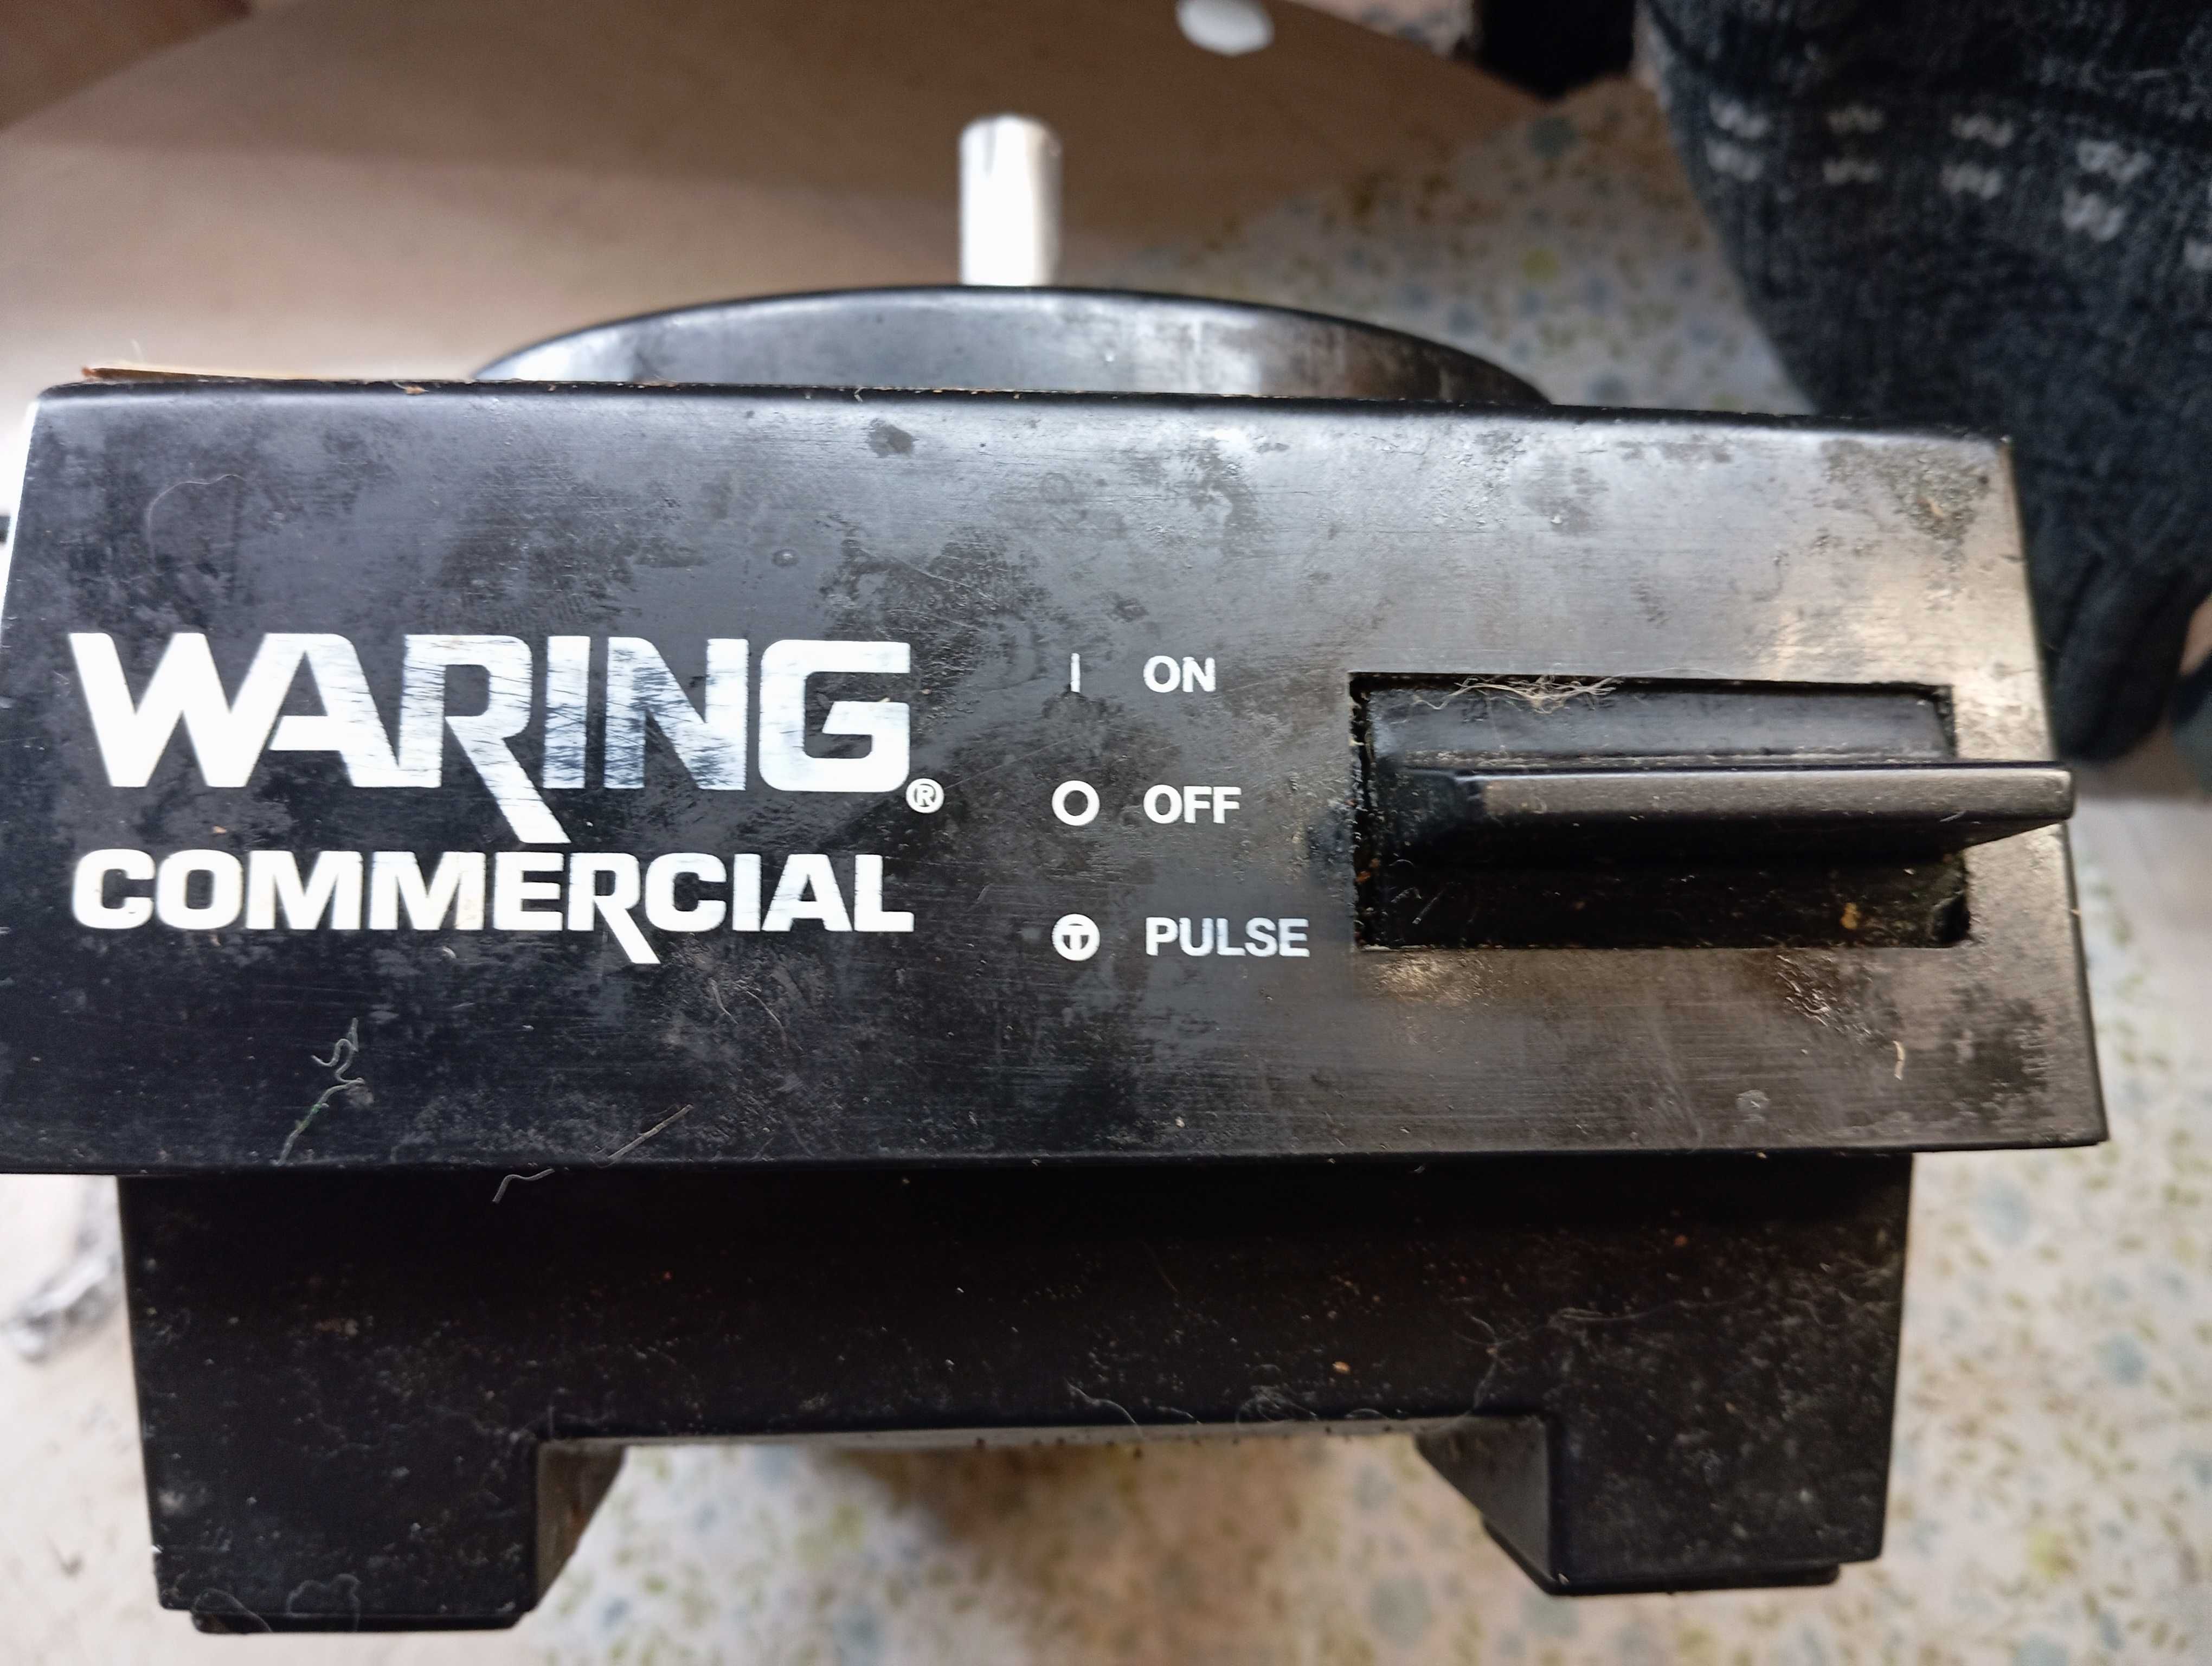 WARING®
COMMERCIAL
I ON
O OFF
PULSE